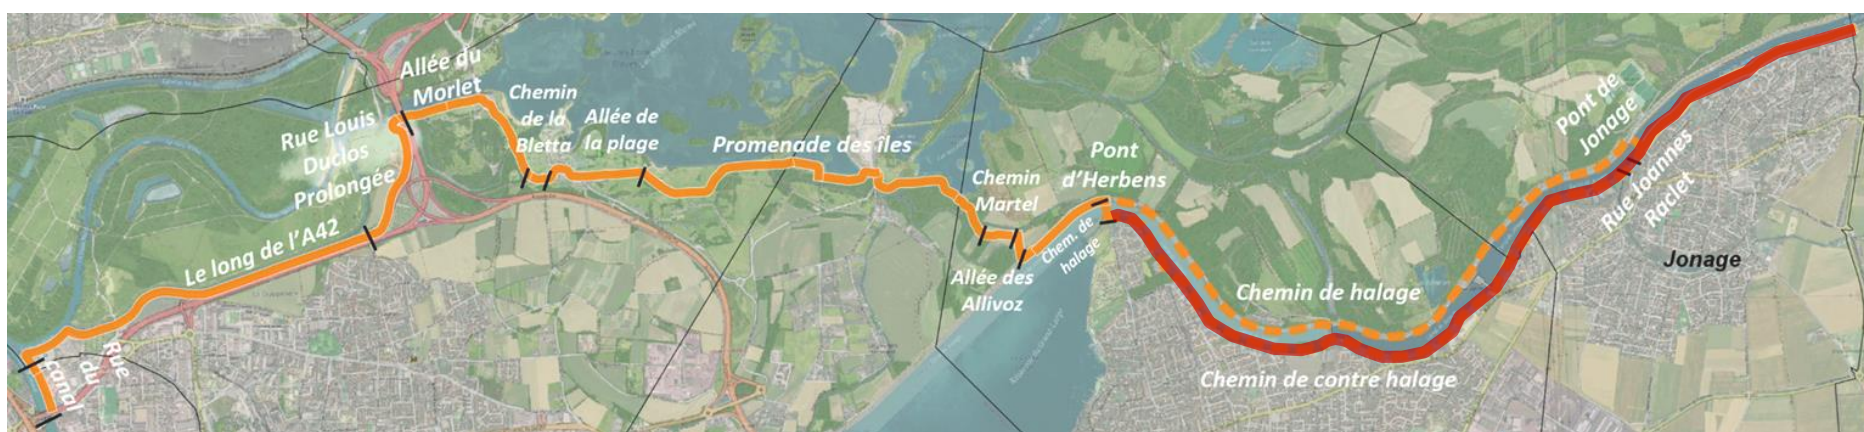 Allée du
Morlet
Chemin
de la
Bletta
Allée de
la plage
Promenade des îles
Rue Louis
Duclos
Prolongée
Le long de l'A42
Rue
du
Canal
Chemin
Martel
Allée des
Allivoz
Chem. de
halage
Pont
d'Herbens
Chemin de halage
Chemin de contre halage
Pont de
Jonage
Rue Joannes
Raclet
Jonage